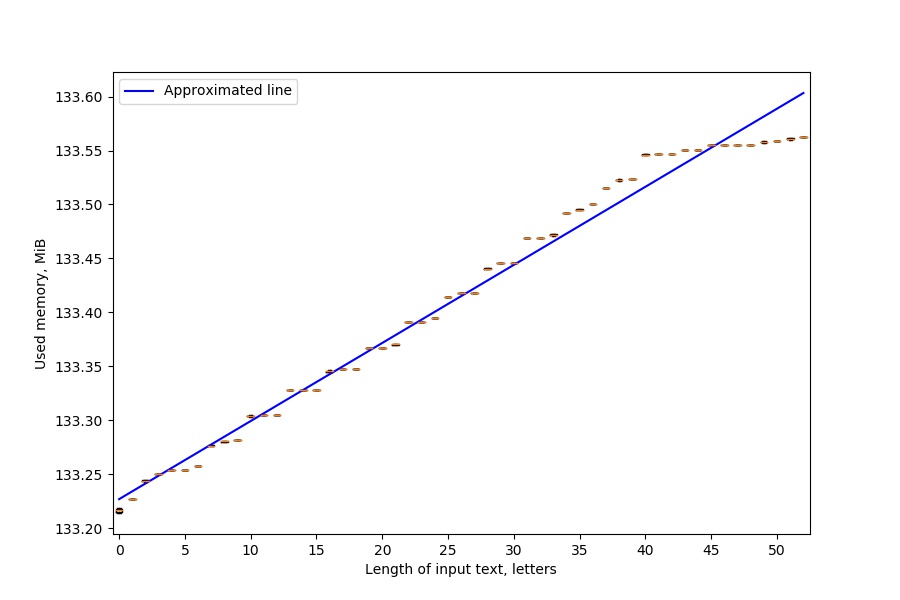 Approximated line
133.60
133.55
133.50
133.45
133.40
133.35
133.30
133.25
133.20
Used memory, MiB
0 5 10 15 20 25 30 35 40 45 50
Length of input text, letters